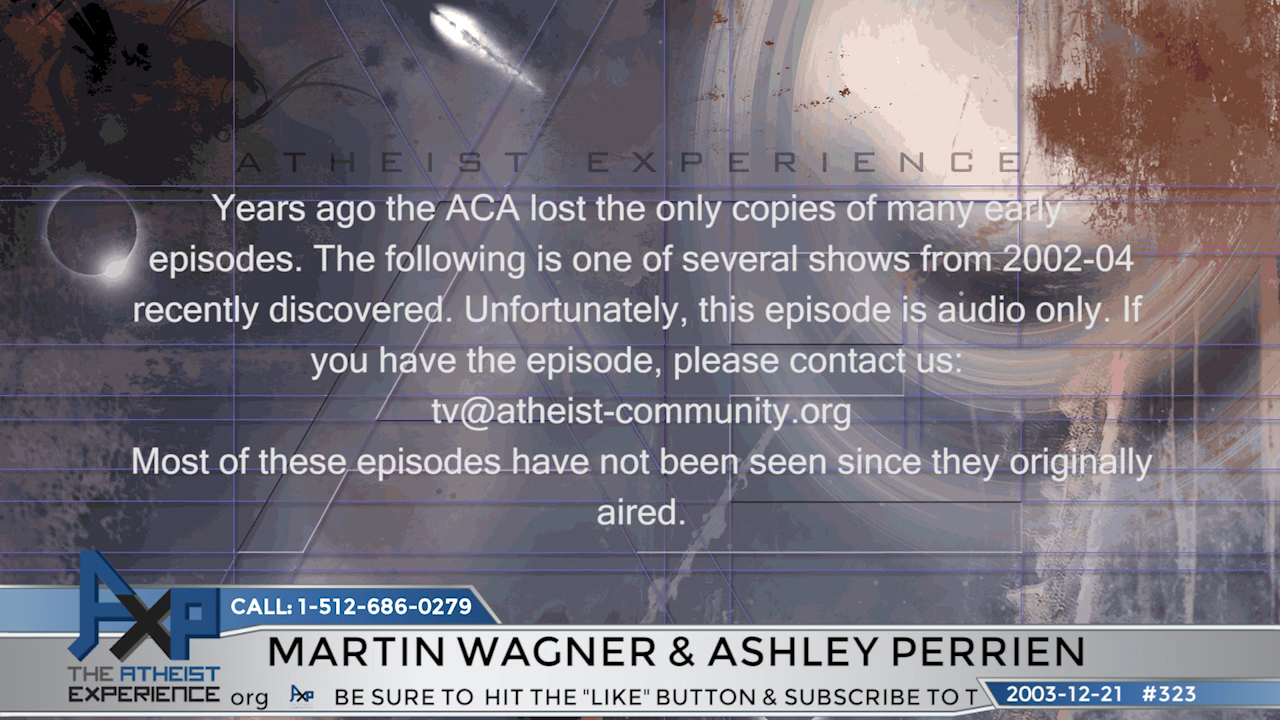 ATHEIST EXPERIENCE
Years ago the ACA lost the only copies of many early
episodes. The following is one of several shows from 2002-04
recently discovered. Unfortunately, this episode is audio only. If
you have the episode, please contact us:
tv@atheist-community.org
Most of these episodes have not been seen since they originally
aired.
AXP
CALL: 1-512-686-0279
MARTIN WAGNER & ASHLEY PERRIEN
THE ATHEIST
EXPERIENCE
org AXP BE SURE TO HIT THE "LIKE" BUTTON & SUBSCRIBE TO T
2003-12-21 #323